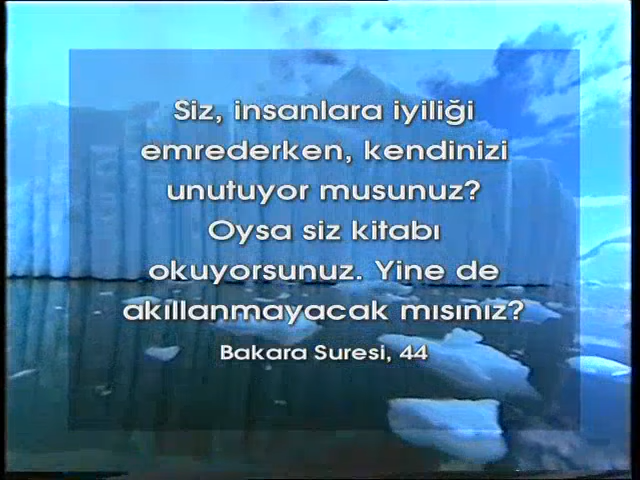 Siz, insanlara iyiliği
emrederken, kendinizi
unutuyor musunuz?
Oysa siz kitabı
okuyorsunuz. Yine de
akıllanmayacak mısınız?
Bakara Suresi, 44